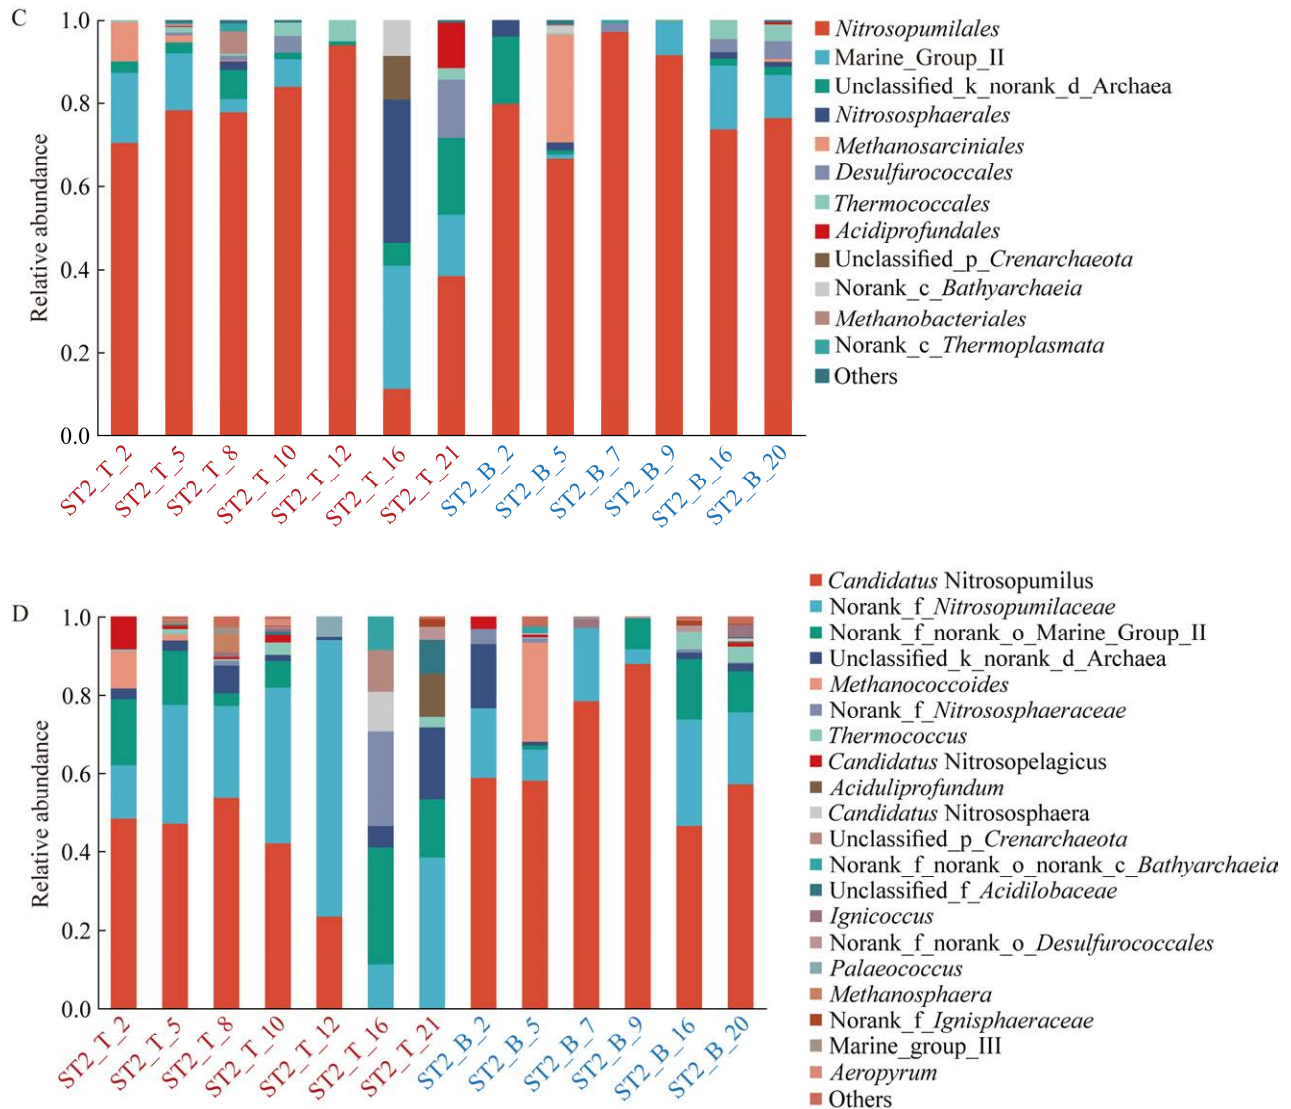 C
1.0
0.8
0.6
0.4
0.2
0.0
Relative abundance
ST2_T_2
ST2_T_5
ST2_T_8
ST2_T_10
ST2_T_12
ST2_T_16
ST2_T_21
ST2_B_2
ST2_B_5
ST2_B_7
ST2_B_9
ST2_B_16
ST2_B_20
Nitrosopumilales
Marine_Group_II
Unclassified_k_norank_d_Archaea
Nitrososphaerales
Methanosarciniales
Desulfurococcales
Thermococcales
Acidiprofundales
Unclassified_p_Crenarchaeota
Norank_c_Bathyarchaeia
Methanobacteriales
Norank_c_Thermoplasmata
Others
D
1.0
0.8
0.6
0.4
0.2
0.0
Relative abundance
ST2_T_2
ST2_T_5
ST2_T_8
ST2_T_10
ST2_T_12
ST2_T_16
ST2_T_21
ST2_B_2
ST2_B_5
ST2_B_7
ST2_B_9
ST2_B_16
ST2_B_20
Candidatus Nitrosopumilus
Norank_f_Nitrosopumilaceae
Norank_f_norank_o_Marine_Group_II
Unclassified_k_norank_d_Archaea
Methanococcoides
Norank_f_Nitrososphaeraceae
Thermococcus
Candidatus Nitrosopelagicus
Aciduliprofundum
Candidatus Nitrososphaera
Unclassified_p_Crenarchaeota
Norank_f_norank_o_norank_c_Bathyarchaeia
Unclassified_f_Acidilobaceae
Ignicoccus
Norank_f_norank_o_Desulfurococcales
Palaeococcus
Methanosphaera
Norank_f_Ignisphaeraceae
Marine_group_III
Aeropyrum
Others